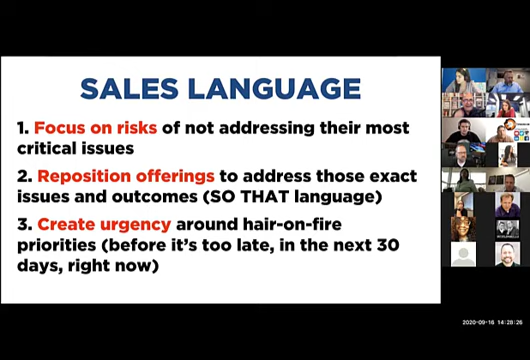 SALES LANGUAGE
1. Focus on risks of not addressing their most
critical issues
2. Reposition offerings to address those exact
issues and outcomes (SO THAT language)
3. Create urgency around hair-on-fire
priorities (before it's too late, in the next 30
days, right now)
2020-09-16 14:28:26